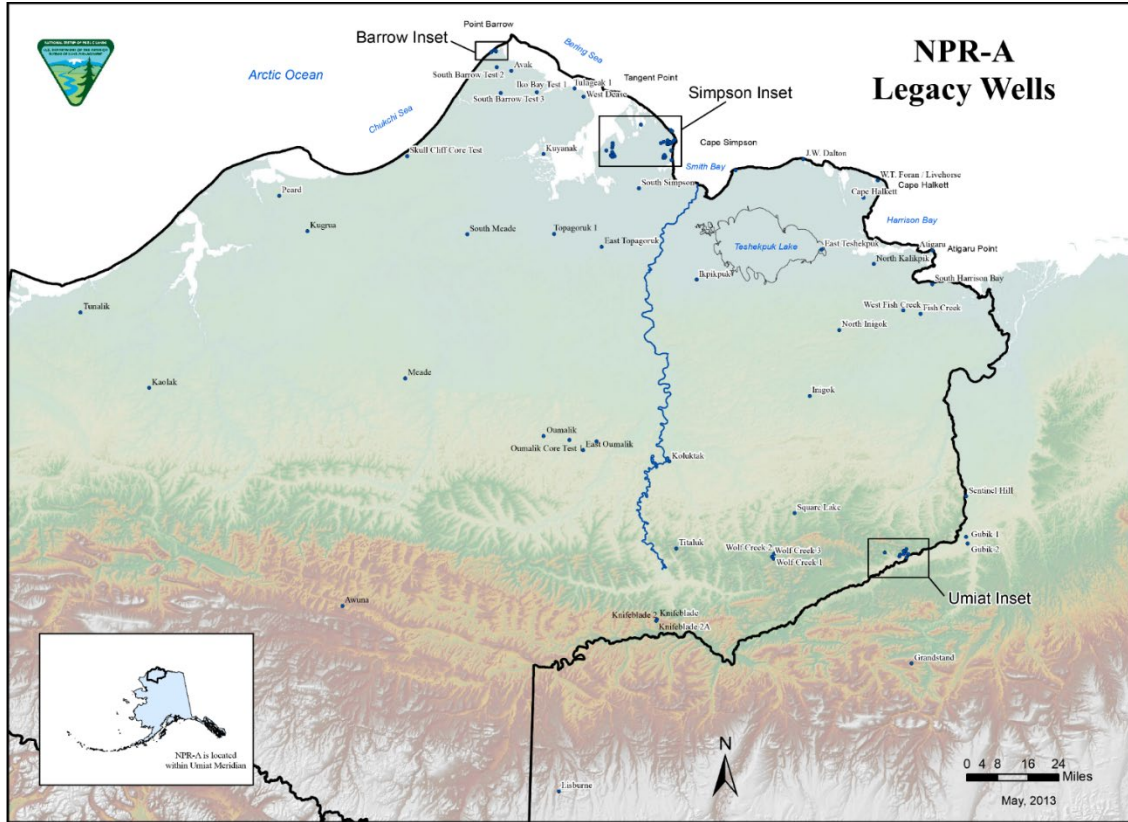 NPR-A
Legacy Wells
Point Barrow
Barrow Inset
Bering Sea
Arctic Ocean
Avak
South Barrow Test 2
Tangent Point
Iko Bay Test 1
Tulageak 1
West Dease
South Barrow Test 3
Simpson Inset
Chukchi Sea
Skull Cliff Core Test
Kuyanak
Cape Simpson
Smith Bay
J.W. Dalton
W.T. Foran / Livehorse
Cape Halkett
Cape Halkett
South Simpson
Peard
Harrison Bay
Kugrua
South Meade
Topagoruk 1
East Topagoruk
Teshekpuk Lake
East Teshekpuk
Atigaru
Atigaru Point
North Kalikpik
Ikpikpuk
South Harrison Bay
Tunalik
West Fish Creek
Fish Creek
North Inigok
Kaolak
Meade
Inigok
Oumalik
Oumalik Core Test 1
East Oumalik
Koluktak
Sentinel Hill
Square Lake
Gubik 1
Gubik 2
Titaluk
Wolf Creek 2
Wolf Creek 3
Wolf Creek 1
Umiat Inset
Awuna
Knifeblade 2
Knifeblade
Knifeblade 2A
Grandstand
NPR-A is located
within Umiat Meridian
N
0 4 8 12 16 20 24
Miles
May, 2013
Lisburne